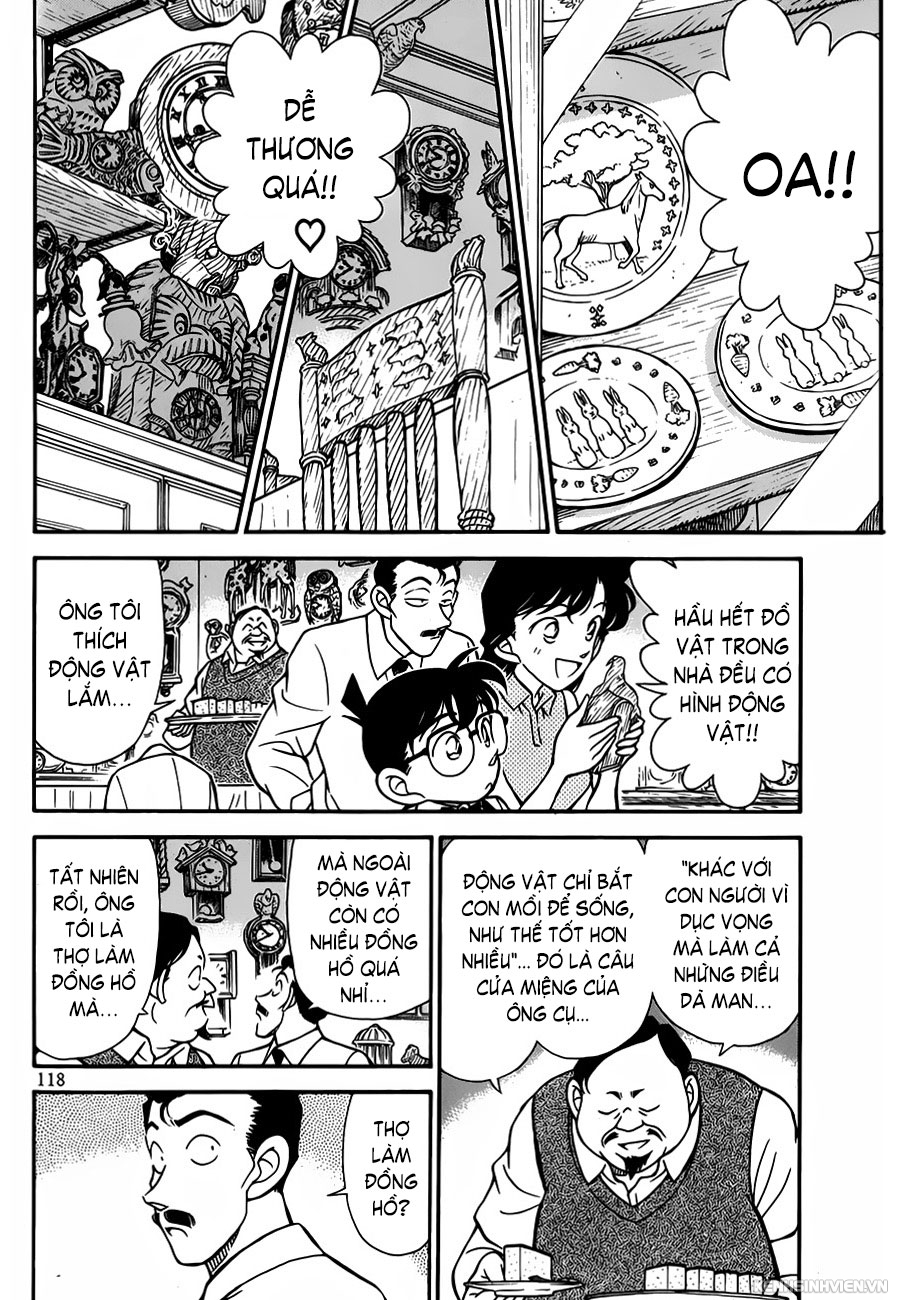 OA!!
DỄ
THƯƠNG
QUÁ!!
♡
HẦU HẾT ĐỒ
VẬT TRONG
NHÀ ĐỀU CÓ
HÌNH ĐỘNG
VẬT!!
ÔNG TÔI
THÍCH
ĐỘNG VẬT
LẮM...
"KHÁC VỚI
CON NGƯỜI VÌ
DỤC VỌNG
MÀ LÀM CẢ
NHỮNG ĐIỀU
DÃ MAN...
ĐỘNG VẬT CHỈ BẮT
CON MỒI ĐỂ SỐNG,
NHƯ THẾ TỐT HƠN
NHIỀU"... ĐÓ LÀ CÂU
CỬA MIỆNG CỦA
ÔNG CỤ...
MÀ NGOÀI
ĐỘNG VẬT
CÒN CÓ
NHIỀU ĐỒNG
HỒ QUÁ
NHỈ...
TẤT NHIÊN
RỒI, ÔNG
TÔI LÀ
THỢ LÀM
ĐỒNG HỒ
MÀ...
THỢ
LÀM
ĐỒNG
HỒ?
118
KENHSINHVIEN.VN